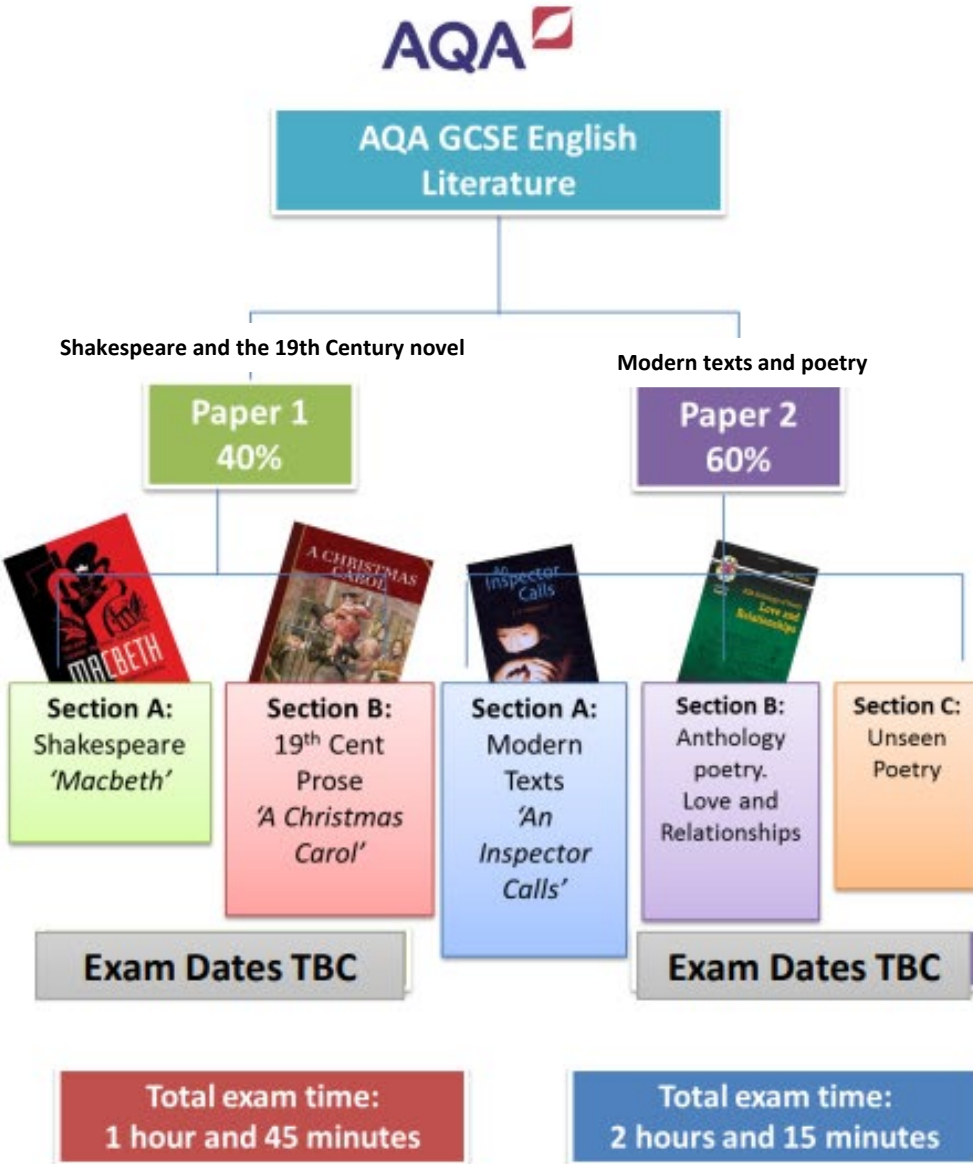 AQA
AQA GCSE English
Literature
Shakespeare and the 19th Century novel
Modern texts and poetry
Paper 1
40%
Paper 2
60%
MACBETH
A CHRISTMAS
CAROL
An
Inspector
Calls
Love and
Relationships
Section A:
Shakespeare
‘Macbeth’
Section B:
19th Cent
Prose
‘A Christmas
Carol’
Section A:
Modern
Texts
‘An
Inspector
Calls’
Section B:
Anthology
poetry.
Love and
Relationships
Section C:
Unseen
Poetry
Exam Dates TBC
Exam Dates TBC
Total exam time:
1 hour and 45 minutes
Total exam time:
2 hours and 15 minutes